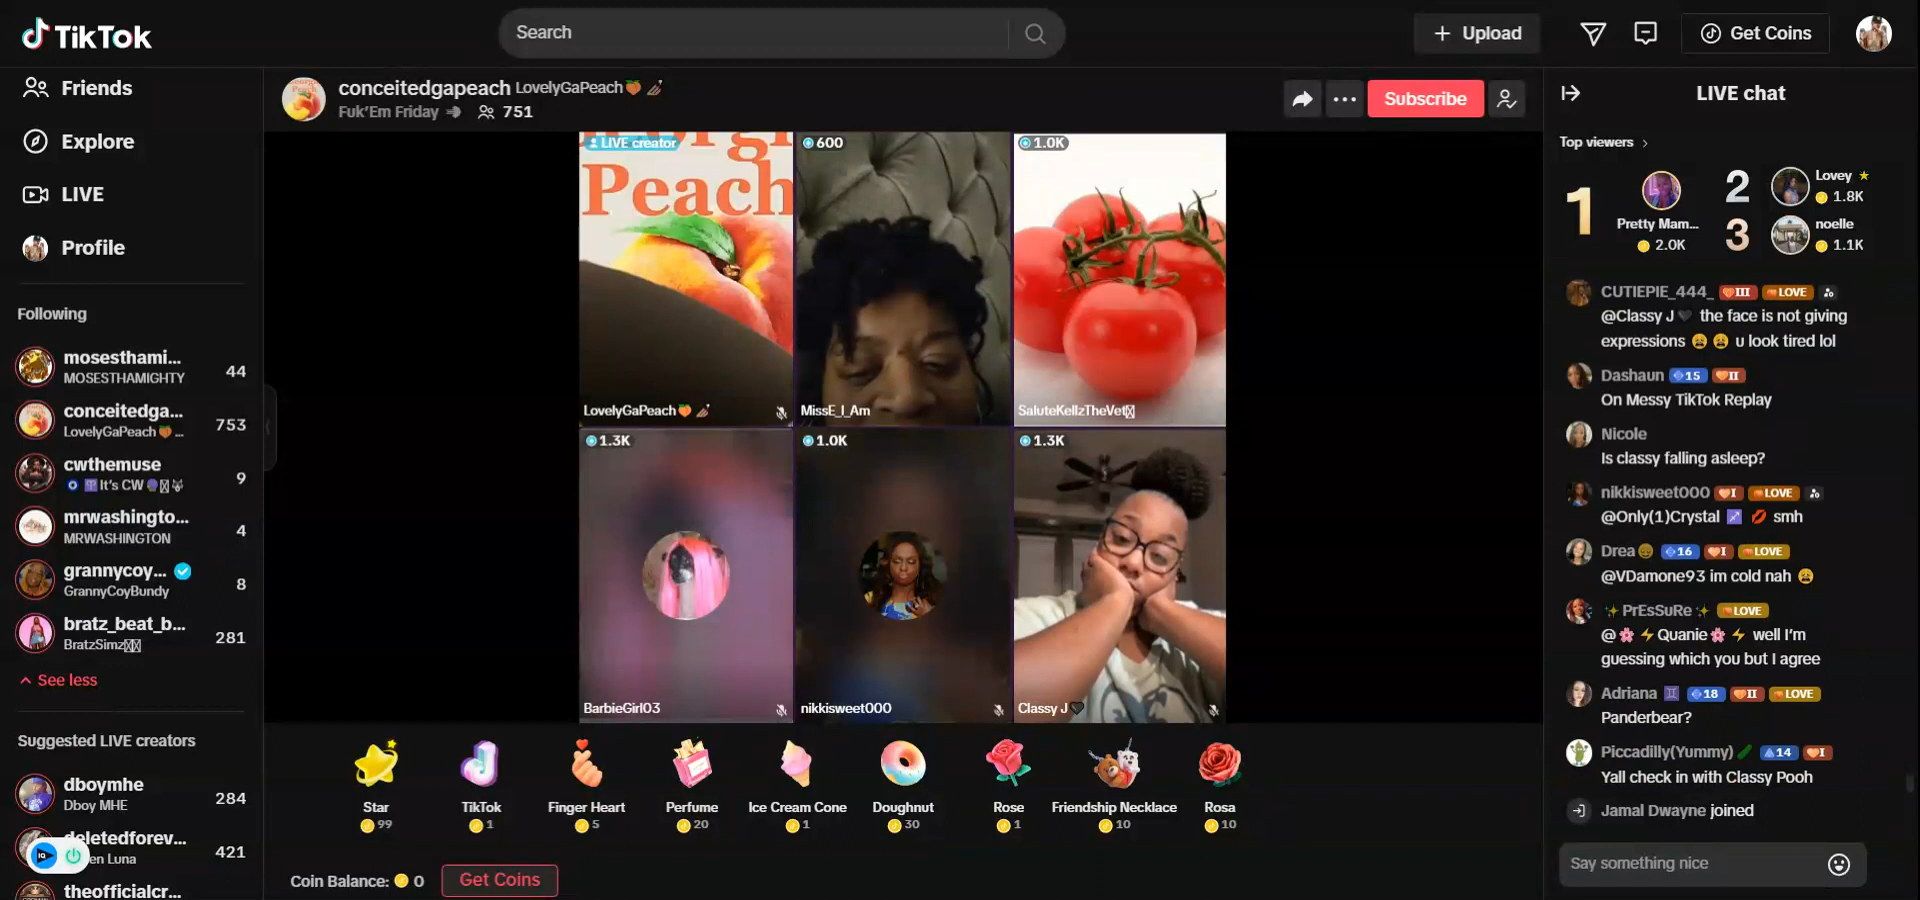 TikTok
Search
Upload
Get Coins
Friends
Explore
LIVE
Profile
Following
mosesthami...
MOSESTHAMIGHTY
44
conceitedga...
LovelyGaPeach🍑 ...
753
cwthemuse
It's CW
9
mrwashingto...
MRWASHINGTON
4
grannycoy...
GrannyCoyBundy
8
bratz_beat_b...
BratzSimz
281
See less
Suggested LIVE creators
dboymhe
Dboy MHE
284
deletedforev...
en Luna
421
theofficialcr...
conceitedgapeach LovelyGaPeach🍑 💅🏾
Fuk'Em Friday
751
Subscribe
LIVE creator
Peach
LovelyGaPeach🍑 💅🏾
600
MissE_I_Am
1.0K
SaluteKellzTheVet
1.3K
BarbieGirl03
1.0K
nikkisweet000
1.3K
Classy J🖤
Star
99
TikTok
1
Finger Heart
5
Perfume
20
Ice Cream Cone
1
Doughnut
30
Rose
1
Friendship Necklace
10
Rosa
10
Coin Balance: 0
Get Coins
LIVE chat
Top viewers
1
Pretty Mam...
2.0K
2
Lovey
1.8K
3
noelle
1.1K
CUTIEPIE_444_ III LOVE
@Classy J🖤 the face is not giving
expressions 😩 😩 u look tired lol
Dashaun 15 II
On Messy TikTok Replay
Nicole
Is classy falling asleep?
nikkisweet000 I LOVE
@Only(1)Crystal ♐ 💋 smh
Drea 16 I LOVE
@VDamone93 im cold nah 😩
✨PrEsSuRe✨ LOVE
@🌸⚡Quanie🌸⚡ well I'm
guessing which you but I agree
Adriana ♊ 18 II LOVE
Panderbear?
Piccadilly(Yummy) 14 I
Yall check in with Classy Pooh
Jamal Dwayne joined
Say something nice